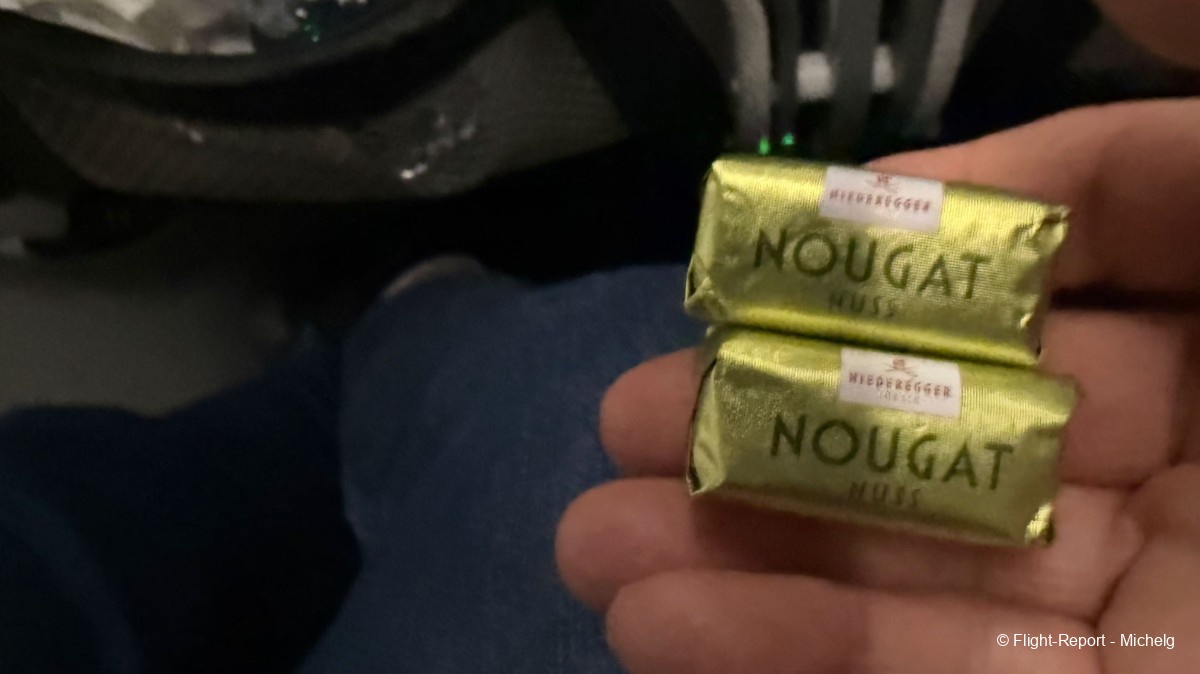 NIEDEREGGER
NOUGAT
NUSS
NIEDEREGGER
NOUGAT
NUSS
© Flight-Report - Michelg